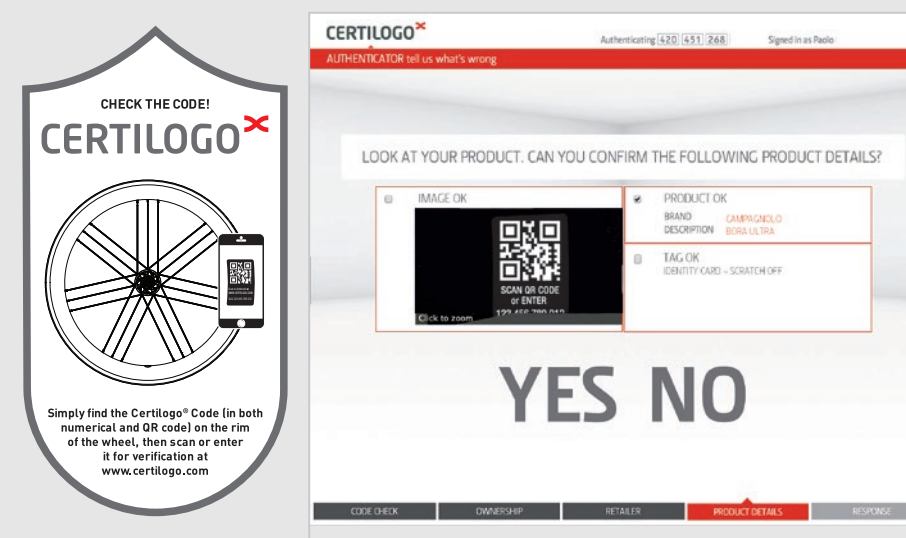 CHECK THE CODE!
CERTILOGO
Simply find the Certilogo® Code (in both
numerical and QR code) on the rim
of the wheel, then scan or enter
it for verification at
www.certilogo.com
CERTILOGO
Authenticating 420 451 268
Signed in as Paolo
AUTHENTICATOR tell us what's wrong
LOOK AT YOUR PRODUCT. CAN YOU CONFIRM THE FOLLOWING PRODUCT DETAILS?
IMAGE OK
SCAN QR CODE
or ENTER
123 456 789 012
Click to zoom
PRODUCT OK
BRAND CAMPAGNOLO
DESCRIPTION BORA ULTRA
TAG OK
IDENTITY CARD – SCRATCH OFF
YES NO
CODE CHECK
OWNERSHIP
RETAILER
PRODUCT DETAILS
RESPONSE